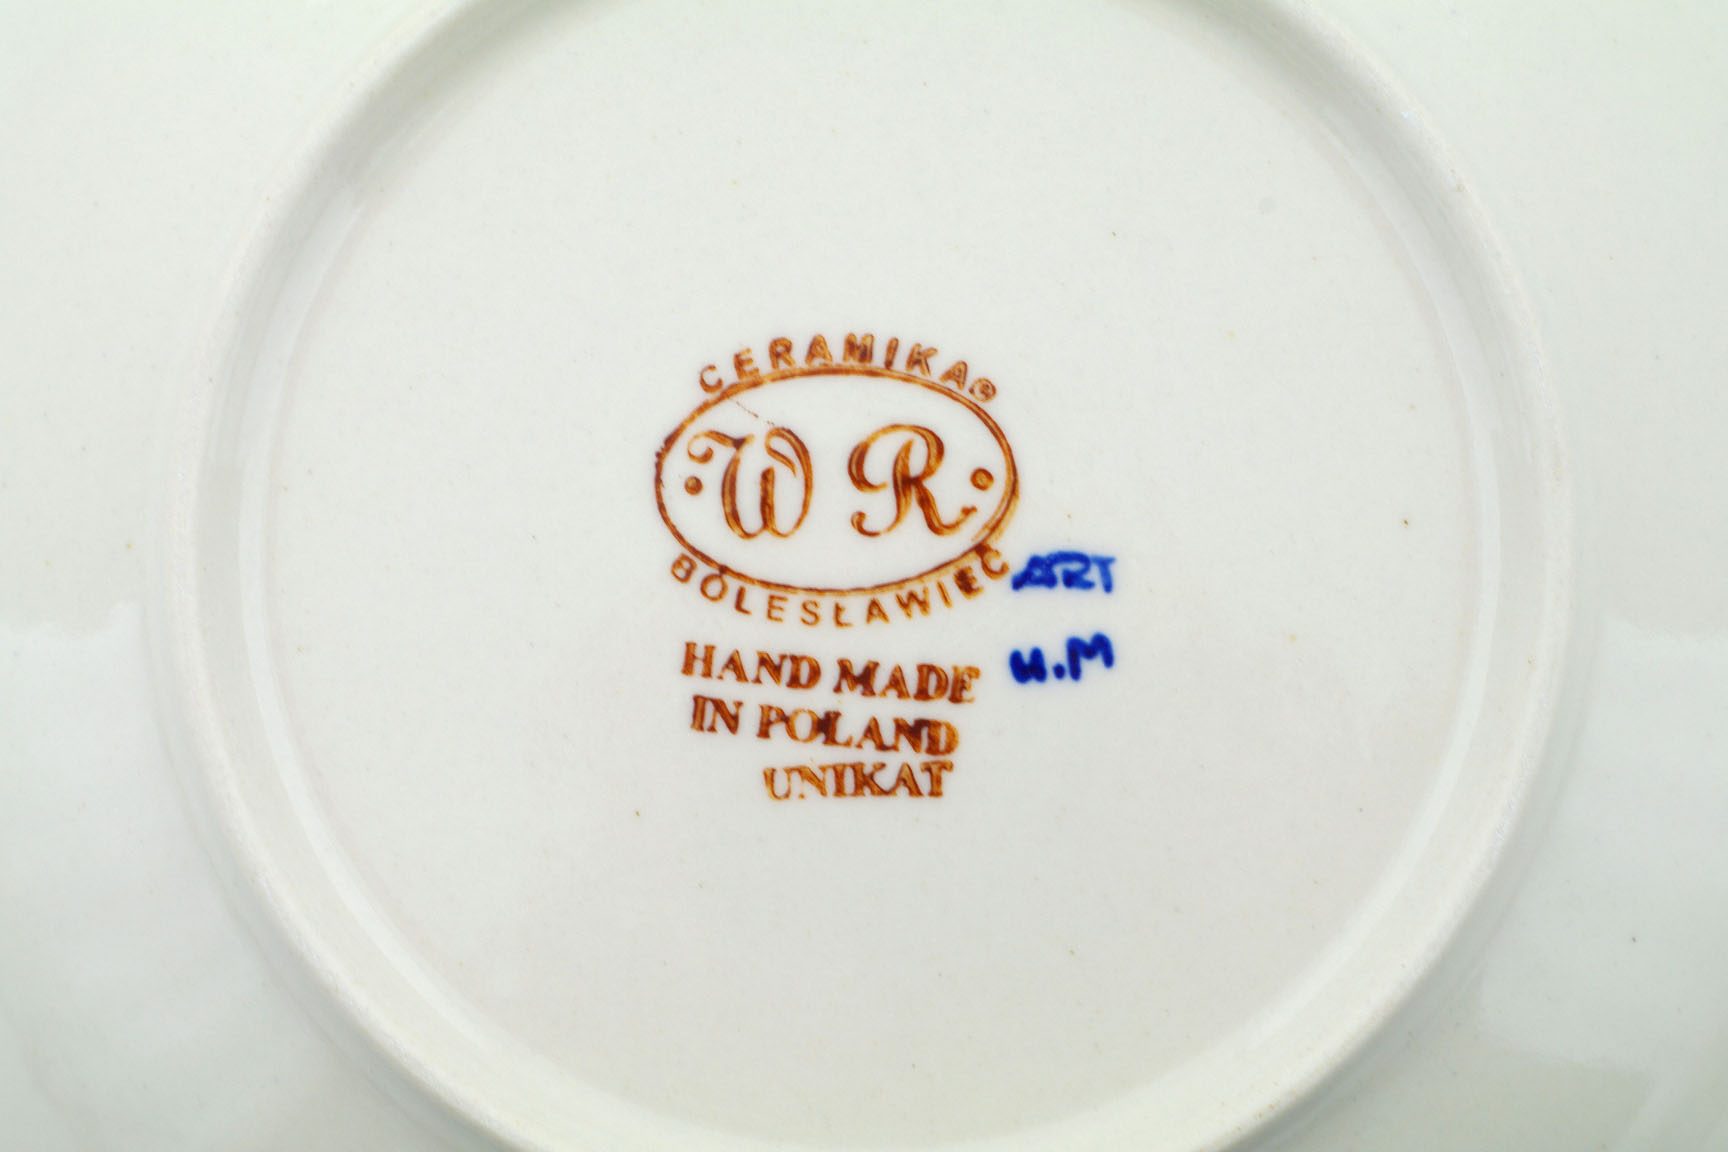 CERAMIKA®
W R
BOLESŁAWIEC
ART
HAND MADE
U.M
IN POLAND
UNIKAT